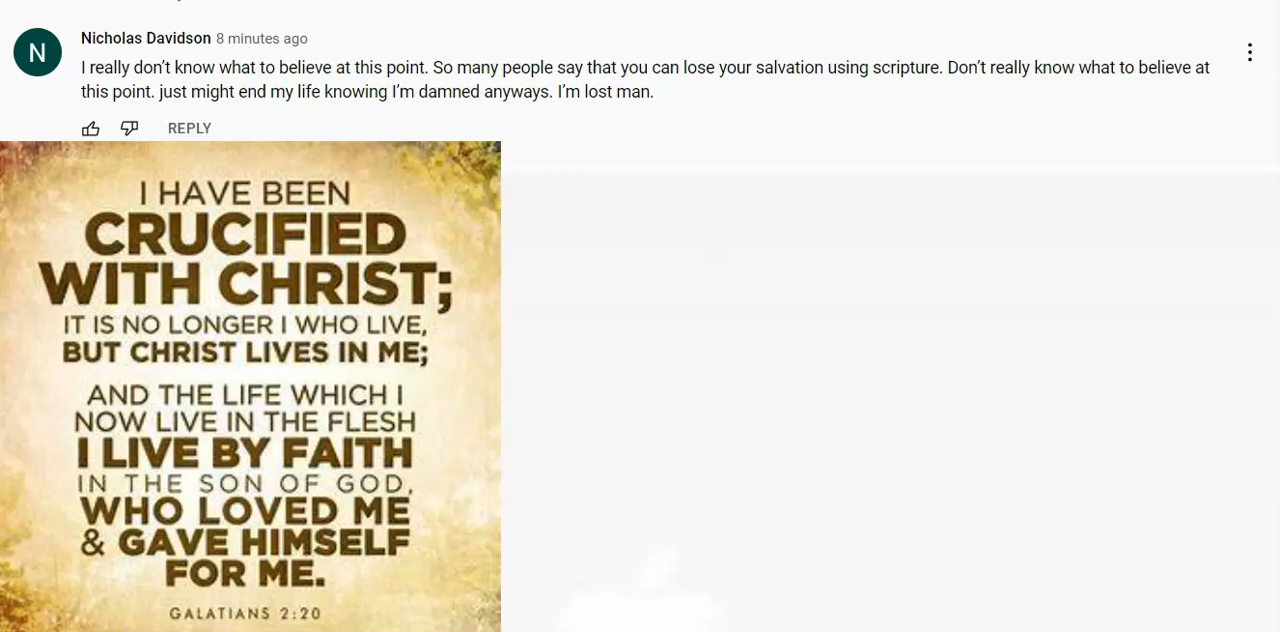 N
Nicholas Davidson 8 minutes ago
I really don't know what to believe at this point. So many people say that you can lose your salvation using scripture. Don't really know what to believe at
this point. just might end my life knowing I'm damned anyways. I'm lost man.
REPLY
I HAVE BEEN
CRUCIFIED
WITH CHRIST;
IT IS NO LONGER I WHO LIVE,
BUT CHRIST LIVES IN ME;
AND THE LIFE WHICH I
NOW LIVE IN THE FLESH
I LIVE BY FAITH
IN THE SON OF GOD,
WHO LOVED ME
& GAVE HIMSELF
FOR ME.
GALATIANS 2:20